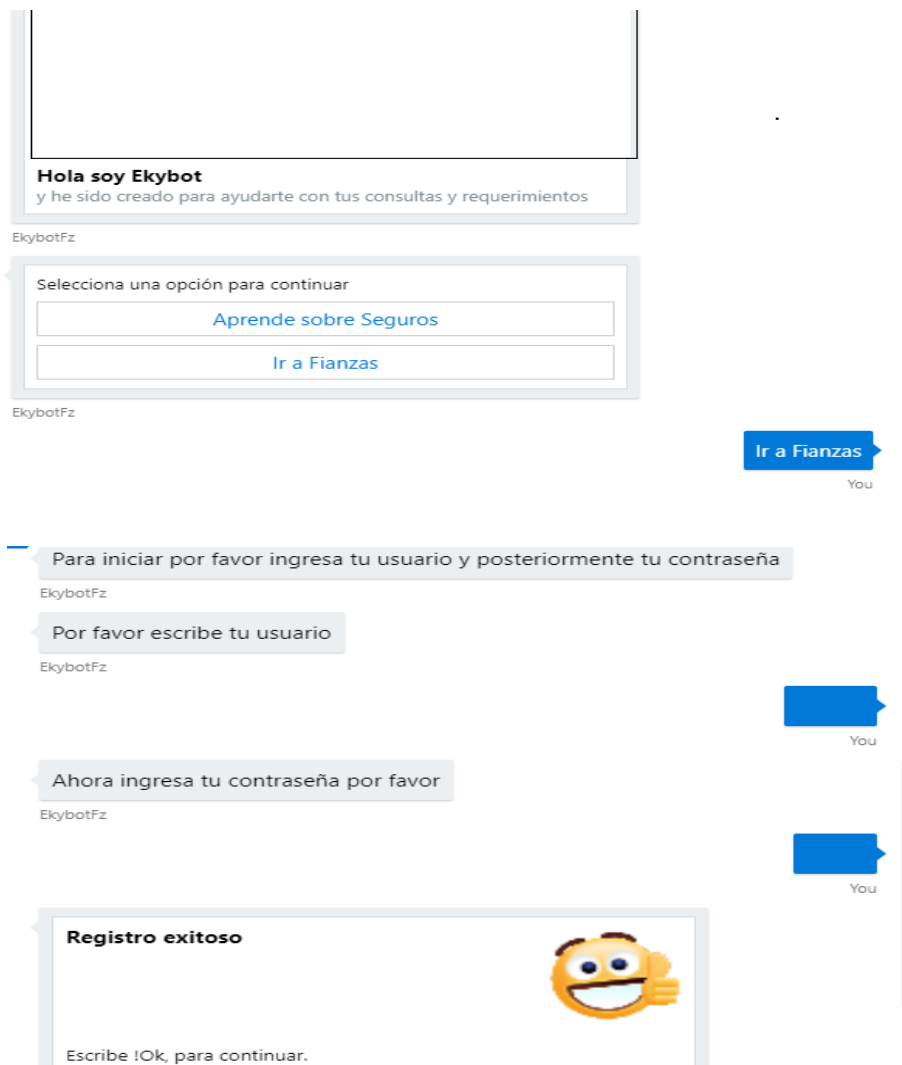 Hola soy Ekybot
y he sido creado para ayudarte con tus consultas y requerimientos
EkybotFz
Selecciona una opción para continuar
Aprende sobre Seguros
Ir a Fianzas
EkybotFz
Ir a Fianzas
You
Para iniciar por favor ingresa tu usuario y posteriormente tu contraseña
EkybotFz
Por favor escribe tu usuario
EkybotFz
You
Ahora ingresa tu contraseña por favor
EkybotFz
You
Registro exitoso
Escribe !Ok, para continuar.